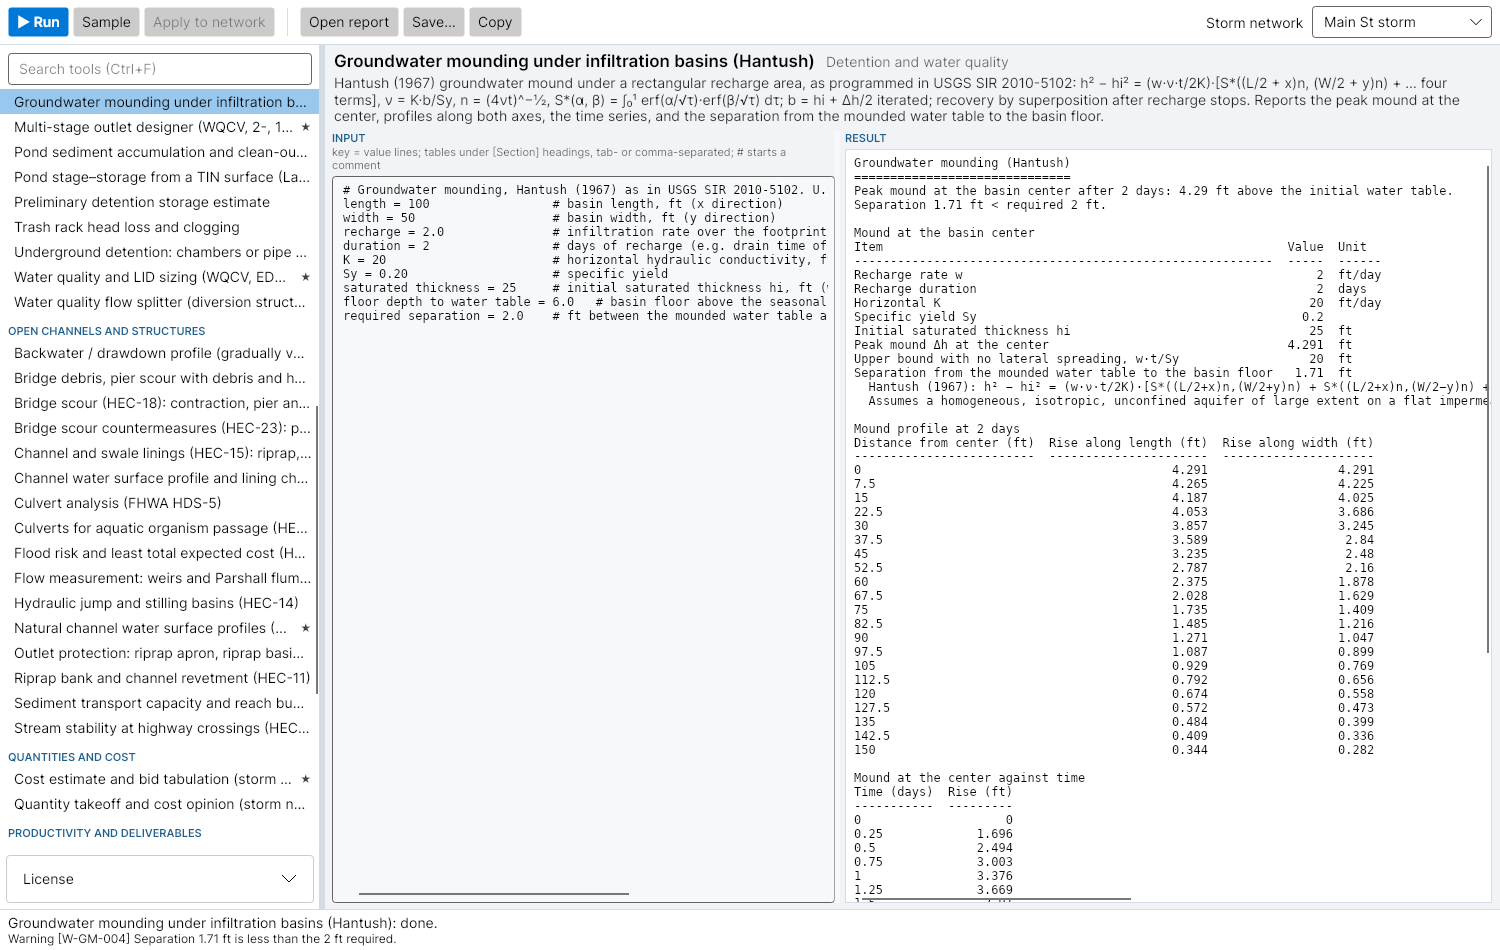 Run
Sample
Apply to network
Open report
Save...
Copy
Storm network
Main St storm
Search tools (Ctrl+F)
Groundwater mounding under infiltration b...
Multi-stage outlet designer (WQCV, 2-, 1... ★
Pond sediment accumulation and clean-ou...
Pond stage–storage from a TIN surface (La...
Preliminary detention storage estimate
Trash rack head loss and clogging
Underground detention: chambers or pipe ...
Water quality and LID sizing (WQCV, ED... ★
Water quality flow splitter (diversion struct...
OPEN CHANNELS AND STRUCTURES
Backwater / drawdown profile (gradually v...
Bridge debris, pier scour with debris and h...
Bridge scour (HEC-18): contraction, pier an...
Bridge scour countermeasures (HEC-23): p...
Channel and swale linings (HEC-15): riprap,...
Channel water surface profile and lining ch...
Culvert analysis (FHWA HDS-5)
Culverts for aquatic organism passage (HE...
Flood risk and least total expected cost (H...
Flow measurement: weirs and Parshall flum...
Hydraulic jump and stilling basins (HEC-14)
Natural channel water surface profiles (... ★
Outlet protection: riprap apron, riprap basi...
Riprap bank and channel revetment (HEC-11)
Sediment transport capacity and reach bu...
Stream stability at highway crossings (HEC...
QUANTITIES AND COST
Cost estimate and bid tabulation (storm ... ★
Quantity takeoff and cost opinion (storm n...
PRODUCTIVITY AND DELIVERABLES
License
Groundwater mounding under infiltration basins (Hantush) Detention and water quality
Hantush (1967) groundwater mound under a rectangular recharge area, as programmed in USGS SIR 2010-5102: h² − hi² = (w·ν·t/2K)·[S*((L/2 + x)n, (W/2 + y)n) + ... four
terms], ν = K·b/Sy, n = (4νt)^−½, S*(α, β) = ∫₀¹ erf(α/√τ)·erf(β/√τ) dτ; b = hi + Δh/2 iterated; recovery by superposition after recharge stops. Reports the peak mound at the
center, profiles along both axes, the time series, and the separation from the mounded water table to the basin floor.
INPUT
key = value lines; tables under [Section] headings, tab- or comma-separated; # starts a
comment
# Groundwater mounding, Hantush (1967) as in USGS SIR 2010-5102. U.
length = 100 # basin length, ft (x direction)
width = 50 # basin width, ft (y direction)
recharge = 2.0 # infiltration rate over the footprint
duration = 2 # days of recharge (e.g. drain time of
K = 20 # horizontal hydraulic conductivity, f
Sy = 0.20 # specific yield
saturated thickness = 25 # initial saturated thickness hi, ft (
floor depth to water table = 6.0 # basin floor above the seasonal
required separation = 2.0 # ft between the mounded water table a
RESULT
Groundwater mounding (Hantush)
==============================
Peak mound at the basin center after 2 days: 4.29 ft above the initial water table.
Separation 1.71 ft < required 2 ft.
Mound at the basin center
Item Value Unit
---------------------------------------------------------- ----- ------
Recharge rate w 2 ft/day
Recharge duration 2 days
Horizontal K 20 ft/day
Specific yield Sy 0.2
Initial saturated thickness hi 25 ft
Peak mound Δh at the center 4.291 ft
Upper bound with no lateral spreading, w·t/Sy 20 ft
Separation from the mounded water table to the basin floor 1.71 ft
Hantush (1967): h² − hi² = (w·ν·t/2K)·[S*((L/2+x)n,(W/2+y)n) + S*((L/2+x)n,(W/2−y)n) +
Assumes a homogeneous, isotropic, unconfined aquifer of large extent on a flat imperme
Mound profile at 2 days
Distance from center (ft) Rise along length (ft) Rise along width (ft)
------------------------- ---------------------- ---------------------
0 4.291 4.291
7.5 4.265 4.225
15 4.187 4.025
22.5 4.053 3.686
30 3.857 3.245
37.5 3.589 2.84
45 3.235 2.48
52.5 2.787 2.16
60 2.375 1.878
67.5 2.028 1.629
75 1.735 1.409
82.5 1.485 1.216
90 1.271 1.047
97.5 1.087 0.899
105 0.929 0.769
112.5 0.792 0.656
120 0.674 0.558
127.5 0.572 0.473
135 0.484 0.399
142.5 0.409 0.336
150 0.344 0.282
Mound at the center against time
Time (days) Rise (ft)
----------- ---------
0 0
0.25 1.696
0.5 2.494
0.75 3.003
1 3.376
1.25 3.669
Groundwater mounding under infiltration basins (Hantush): done.
Warning [W-GM-004] Separation 1.71 ft is less than the 2 ft required.